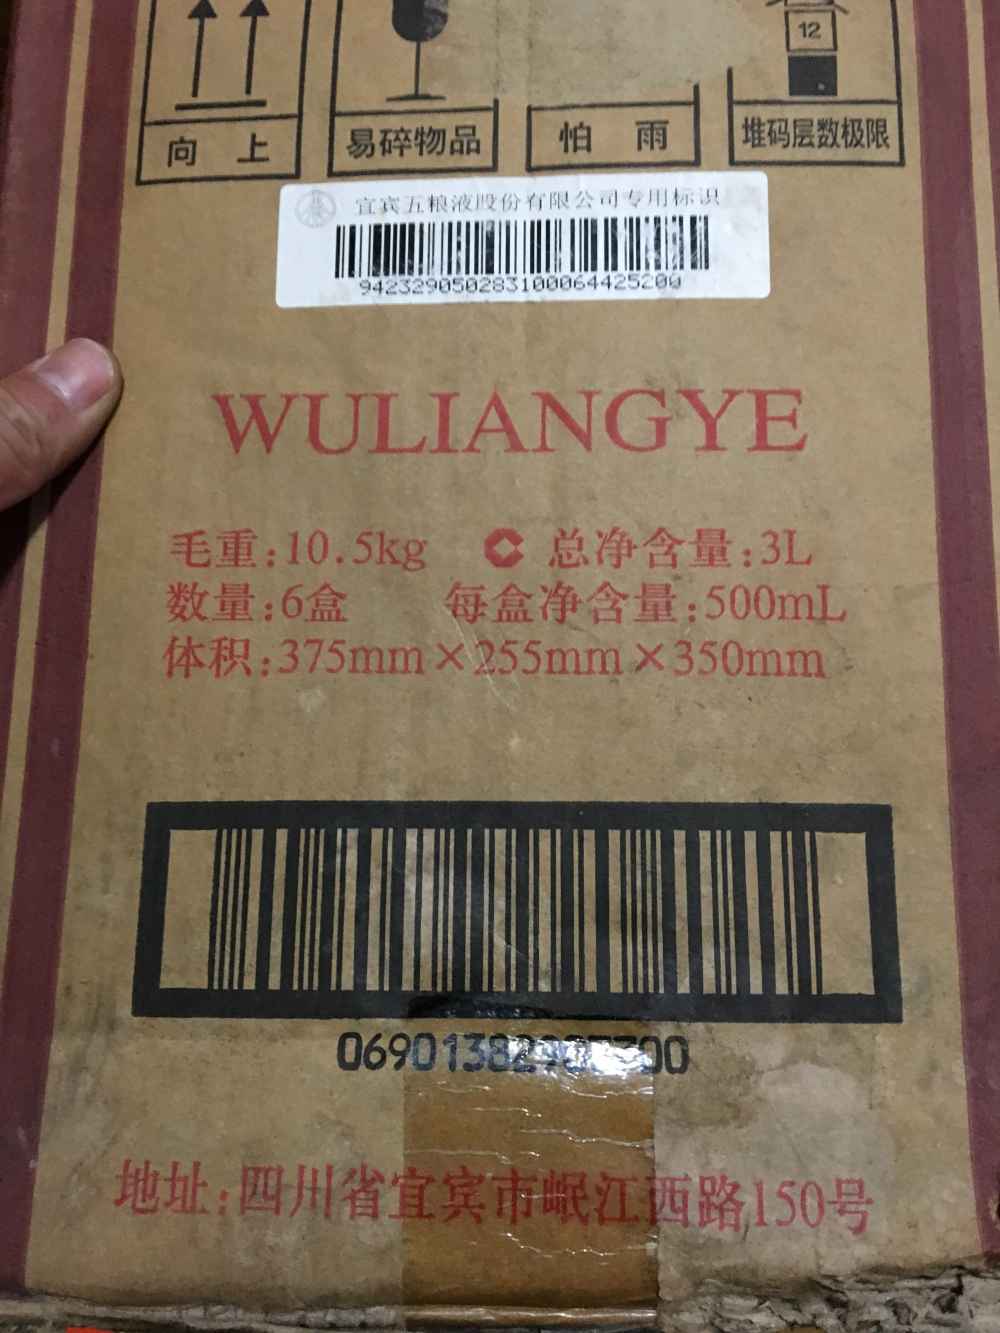 12
向 上
易碎物品
怕 雨
堆码层数极限
宜宾五粮液股份有限公司专用标识
942329050283100064425200
WULIANGYE
毛重:10.5kg 总净含量:3L
数量:6盒 每盒净含量:500mL
体积:375mm×255mm×350mm
地址:四川省宜宾市岷江西路150号